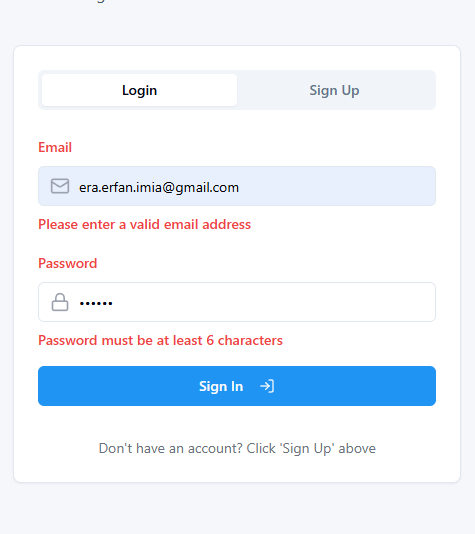 Login
Sign Up
Email
era.erfan.imia@gmail.com
Please enter a valid email address
Password
••••••
Password must be at least 6 characters
Sign In
Don't have an account? Click 'Sign Up' above